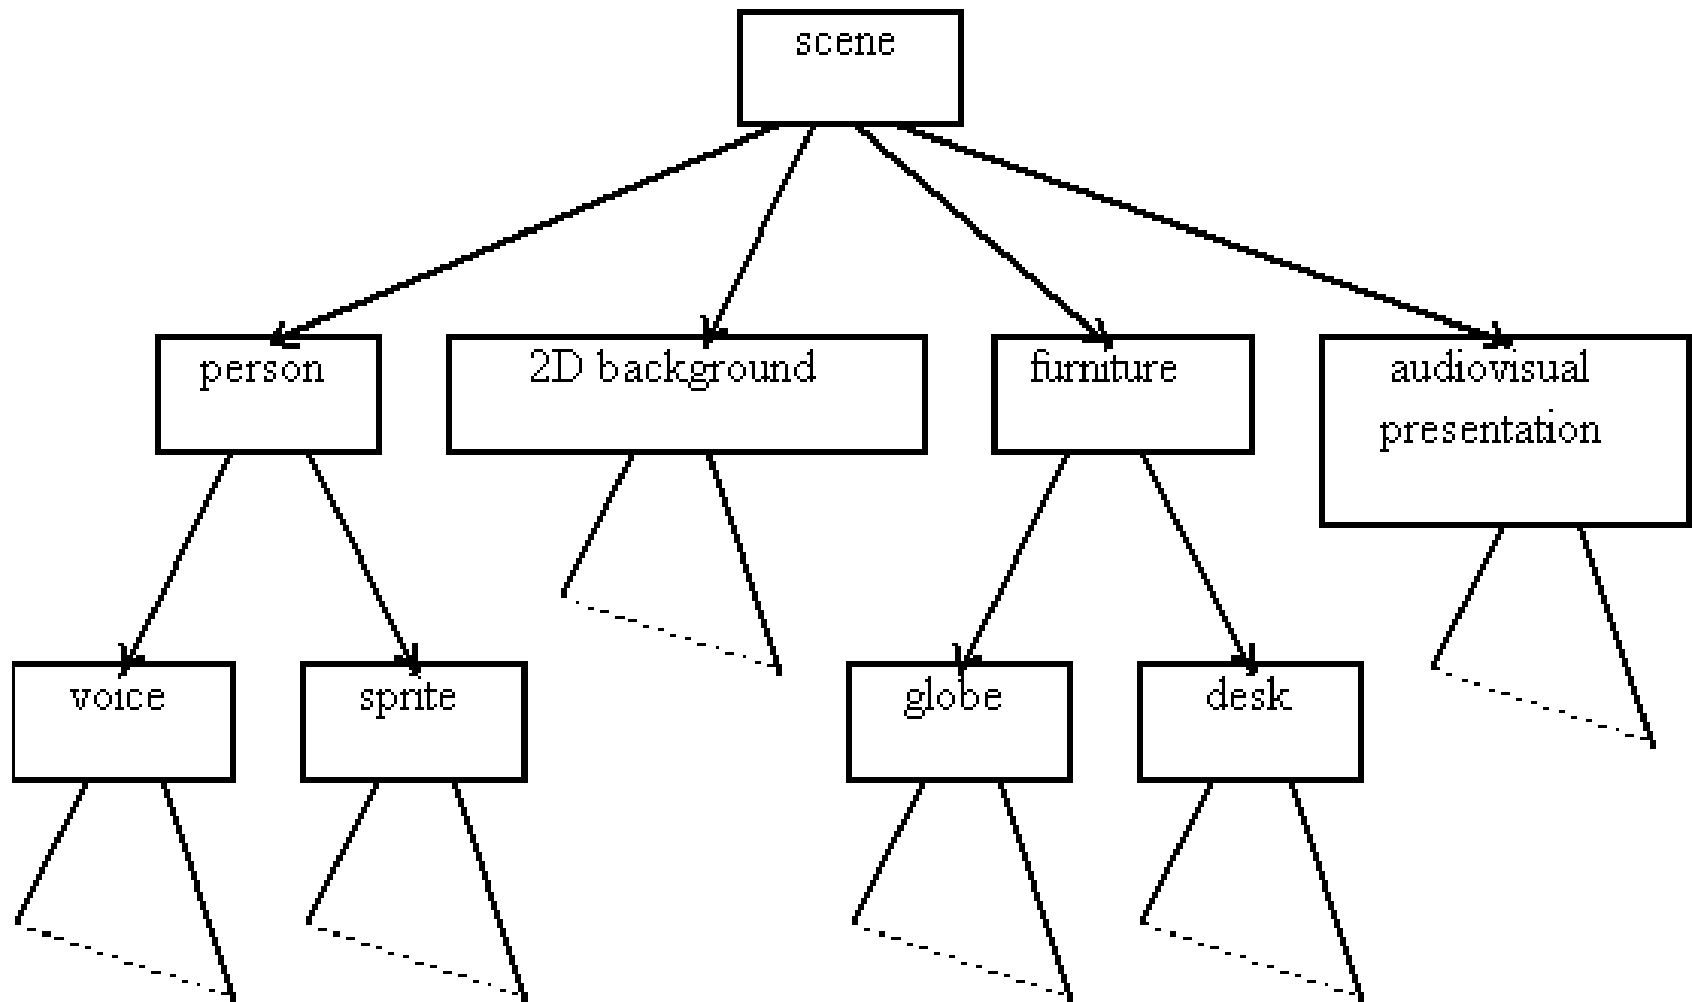 scene
person
2D background
furniture
audiovisual
presentation
voice
sprite
globe
desk